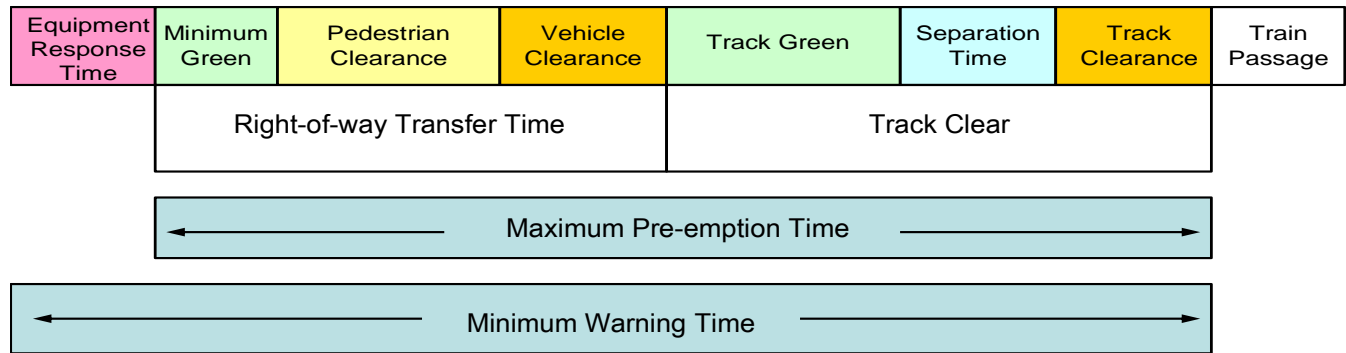 Equipment
Response
Time
Minimum
Green
Pedestrian
Clearance
Vehicle
Clearance
Track Green
Separation
Time
Track
Clearance
Train
Passage
Right-of-way Transfer Time
Track Clear
Maximum Pre-emption Time
Minimum Warning Time